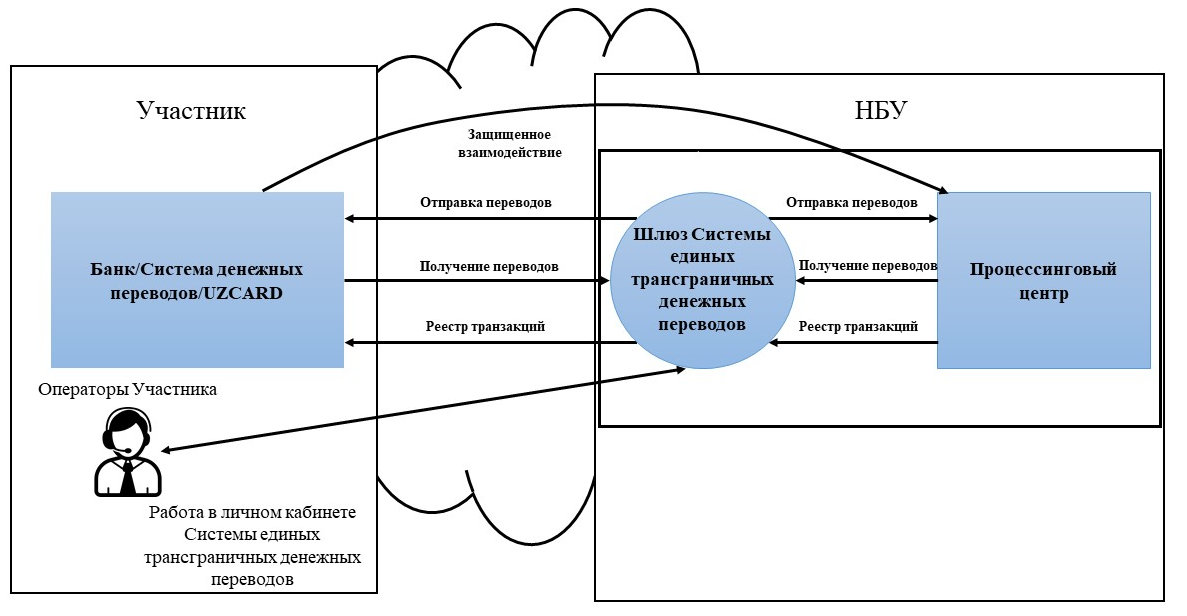 Участник
НБУ
Защищенное
взаимодействие
Отправка переводов
Отправка переводов
Шлюз Системы
единых
трансграничных
денежных
переводов
Банк/Система денежных
переводов/UZCARD
Получение переводов
Получение переводов
Процессинговый
центр
Реестр транзакций
Реестр транзакций
Операторы Участника
Работа в личном кабинете
Системы единых
трансграничных денежных
переводов